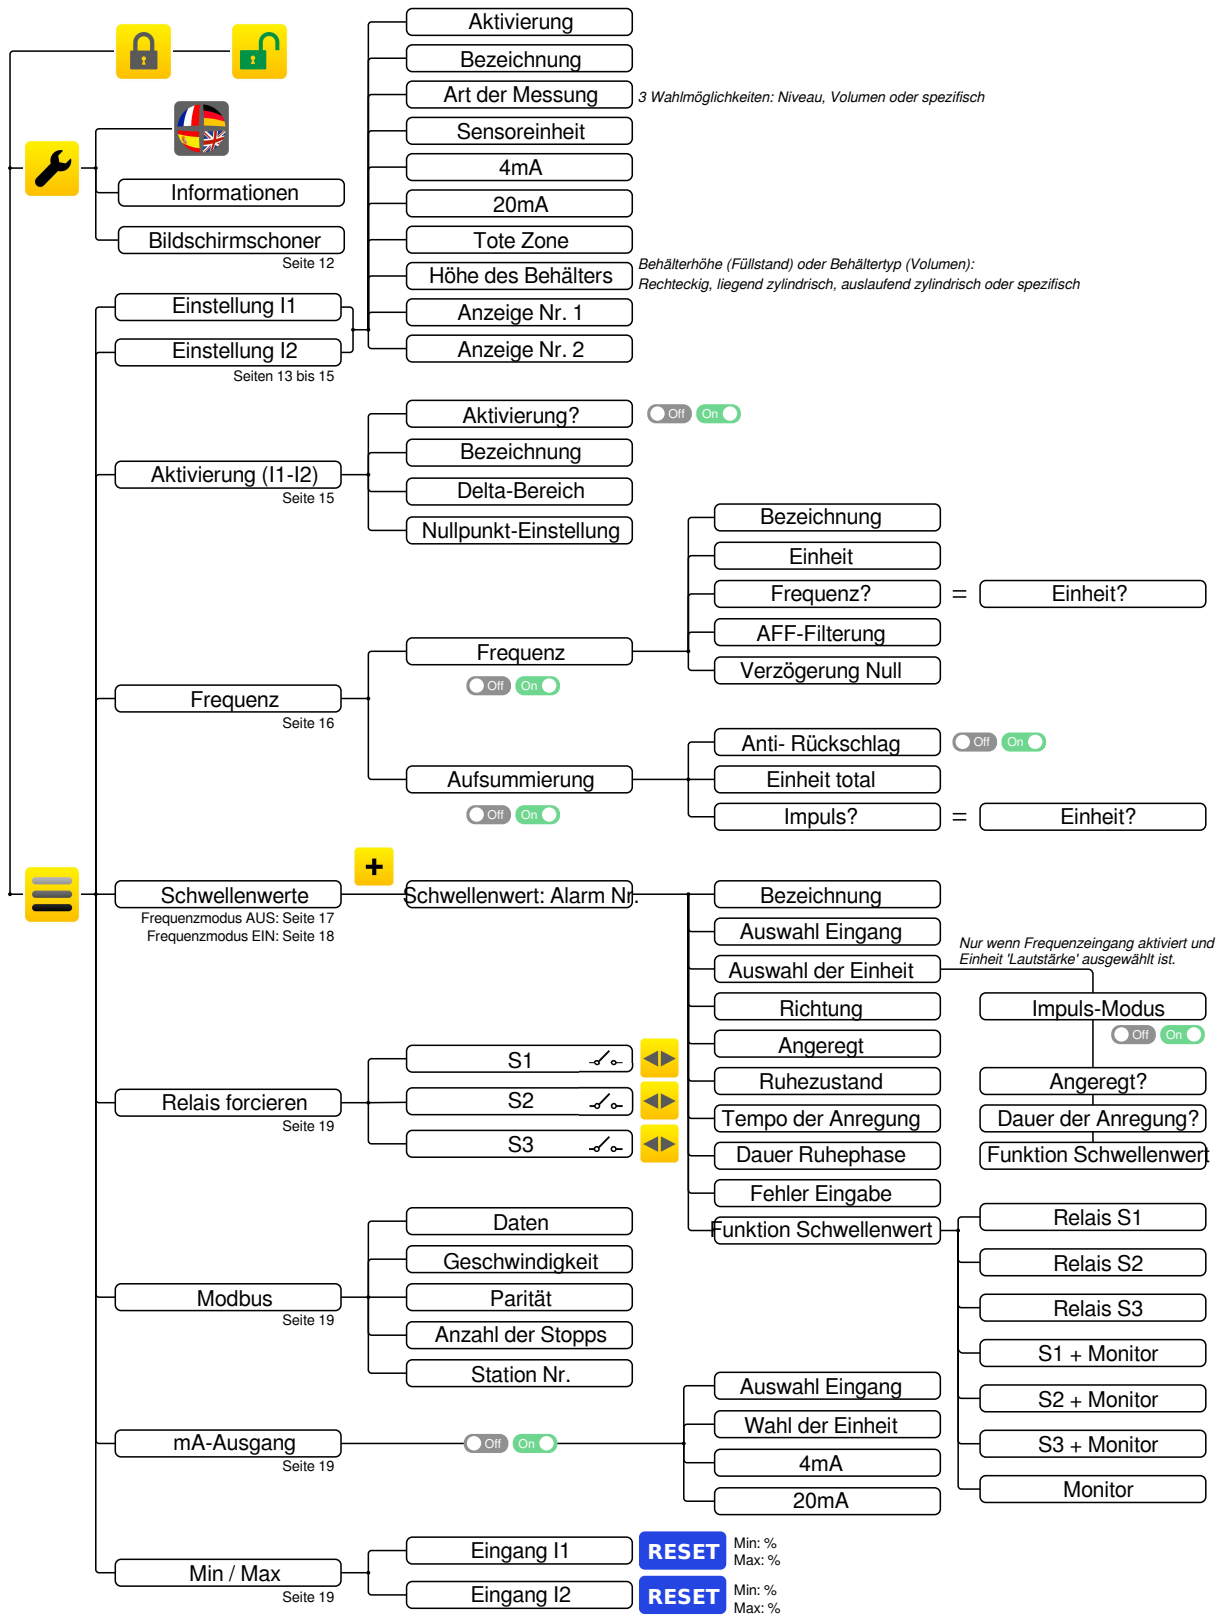 Aktivierung
Bezeichnung
Art der Messung
3 Wahlmöglichkeiten: Niveau, Volumen oder spezifisch
Sensoreinheit
4mA
20mA
Tote Zone
Höhe des Behälters
Behälterhöhe (Füllstand) oder Behältertyp (Volumen):
Rechteckig, liegend zylindrisch, auslaufend zylindrisch oder spezifisch
Anzeige Nr. 1
Anzeige Nr. 2
Informationen
Bildschirmschoner
Seite 12
Einstellung I1
Einstellung I2
Seiten 13 bis 15
Aktivierung (I1-I2)
Seite 15
Aktivierung?
Off On
Bezeichnung
Delta-Bereich
Nullpunkt-Einstellung
Frequenz
Seite 16
Frequenz
Off On
Bezeichnung
Einheit
Frequenz? = Einheit?
AFF-Filterung
Verzögerung Null
Aufsummierung
Off On
Anti- Rückschlag
Off On
Einheit total
Impuls? = Einheit?
Schwellenwerte
Frequenzmodus AUS: Seite 17
Frequenzmodus EIN: Seite 18
+
Schwellenwert: Alarm Nr.
Bezeichnung
Auswahl Eingang
Auswahl der Einheit
Richtung
Angeregt
Ruhezustand
Tempo der Anregung
Dauer Ruhephase
Fehler Eingabe
Funktion Schwellenwert
Nur wenn Frequenzeingang aktiviert und
Einheit 'Lautstärke' ausgewählt ist.
Impuls-Modus
Off On
Angeregt?
Dauer der Anregung?
Funktion Schwellenwert
Relais S1
Relais S2
Relais S3
S1 + Monitor
S2 + Monitor
S3 + Monitor
Monitor
Relais forcieren
Seite 19
S1
S2
S3
Modbus
Seite 19
Daten
Geschwindigkeit
Parität
Anzahl der Stopps
Station Nr.
mA-Ausgang
Seite 19
Off On
Auswahl Eingang
Wahl der Einheit
4mA
20mA
Min / Max
Seite 19
Eingang I1
RESET
Min: %
Max: %
Eingang I2
RESET
Min: %
Max: %